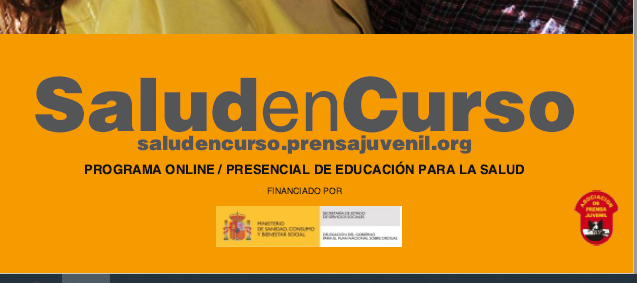 SaludenCurso
saludencurso.prensajuvenil.org
PROGRAMA ONLINE / PRESENCIAL DE EDUCACIÓN PARA LA SALUD
FINANCIADO POR
MINISTERIO
DE SANIDAD, CONSUMO
Y BIENESTAR SOCIAL
SECRETARÍA DE ESTADO
DE SERVICIOS SOCIALES
DELEGACIÓN DEL GOBIERNO
PARA EL PLAN NACIONAL SOBRE DROGAS
ASOCIACION
DE
PRENSA
JUVENIL